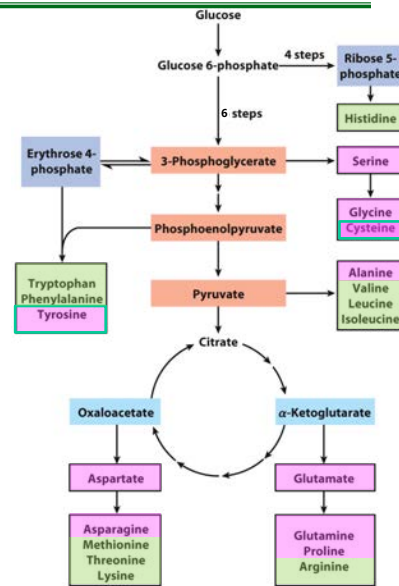 Glucose
Glucose 6-phosphate
4 steps
Ribose 5-
phosphate
Histidine
6 steps
Erythrose 4-
phosphate
3-Phosphoglycerate
Serine
Glycine
Cysteine
Phosphoenolpyruvate
Tryptophan
Phenylalanine
Tyrosine
Pyruvate
Alanine
Valine
Leucine
Isoleucine
Citrate
Oxaloacetate
α-Ketoglutarate
Aspartate
Glutamate
Asparagine
Methionine
Threonine
Lysine
Glutamine
Proline
Arginine